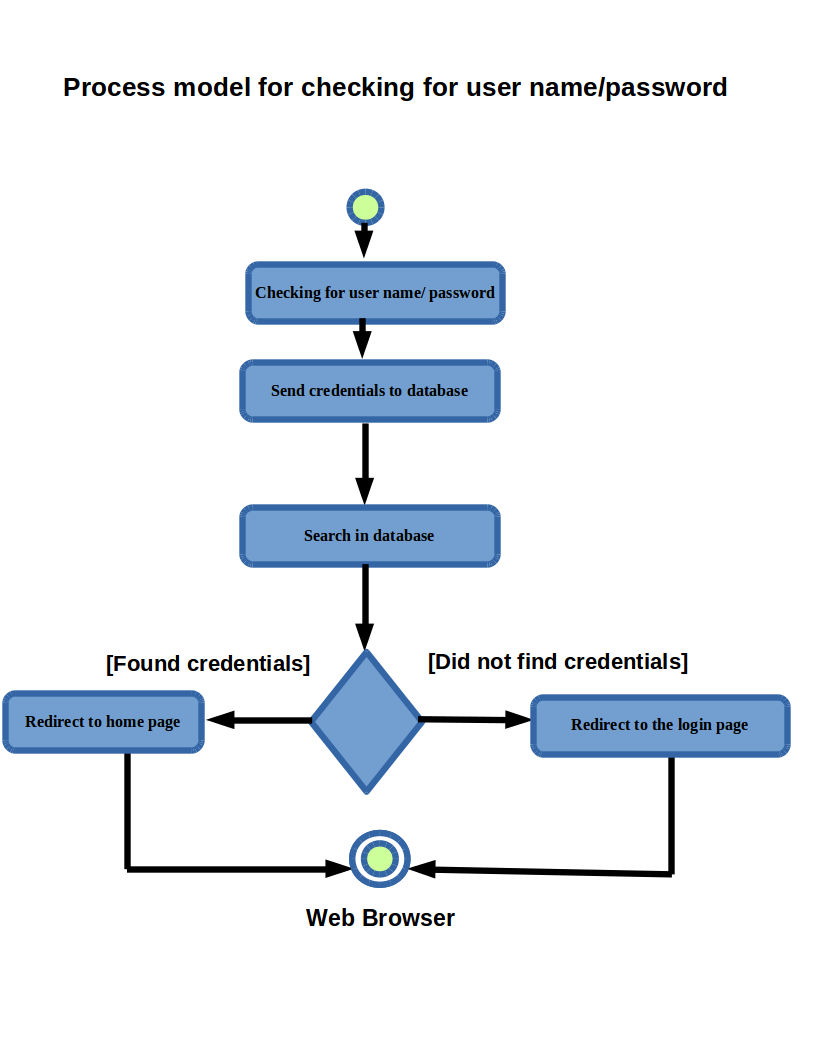 Process model for checking for user name/password
Checking for user name/ password
Send credentials to database
Search in database
[Found credentials]
[Did not find credentials]
Redirect to home page
Redirect to the login page
Web Browser